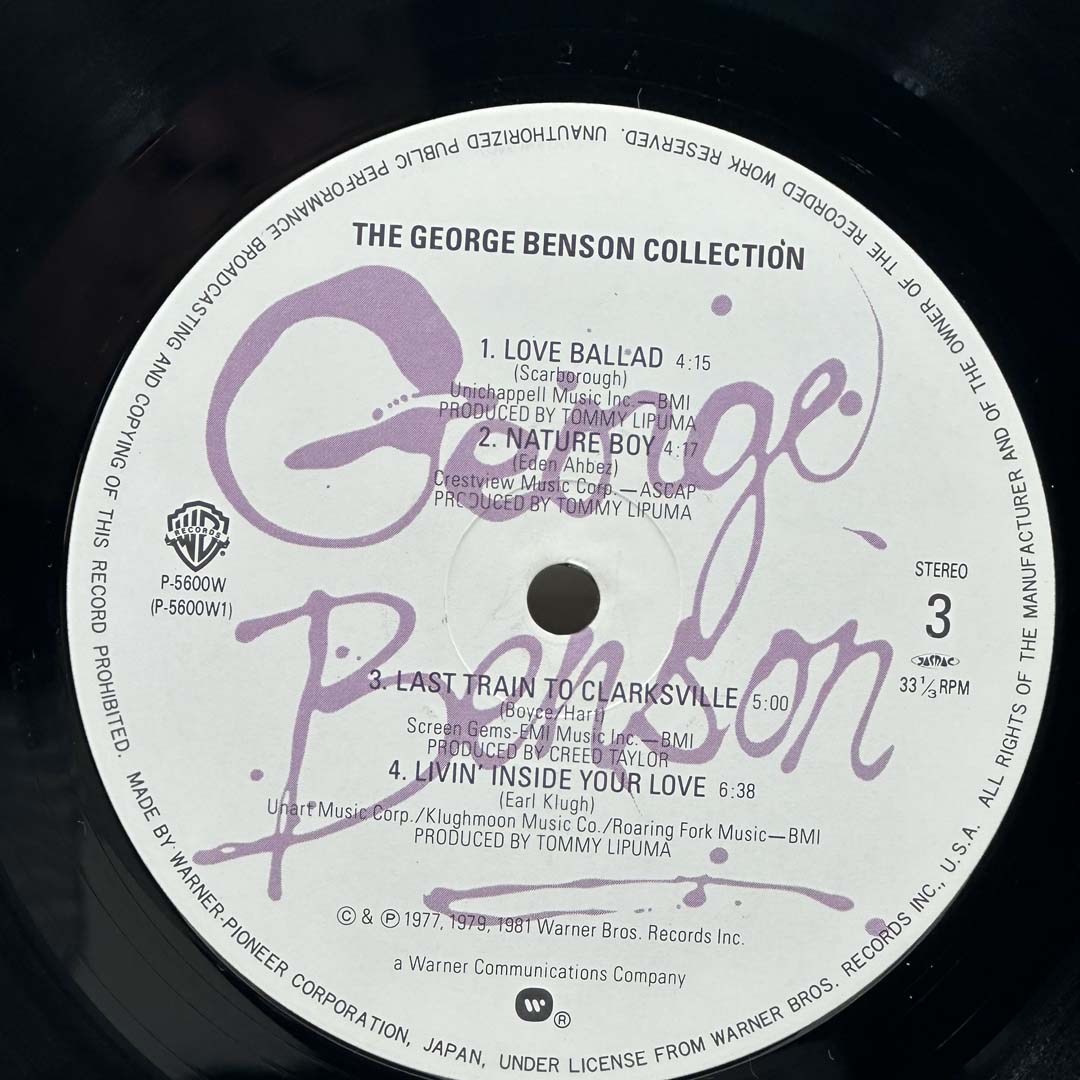 THE GEORGE BENSON COLLECTION
George
Benson
1. LOVE BALLAD 4:15
(Scarborough)
Unichappell Music Inc.—BMI
PRODUCED BY TOMMY LIPUMA
2. NATURE BOY 4:17
(Eden Ahbez)
Crestview Music Corp.—ASCAP
PRODUCED BY TOMMY LIPUMA
WB
RECORDS
P-5600W
(P-5600W1)
STEREO
3
JASRAC
33 1/3 RPM
3. LAST TRAIN TO CLARKSVILLE 5:00
(Boyce/Hart)
Screen Gems-EMI Music Inc.—BMI
PRODUCED BY CREED TAYLOR
4. LIVIN' INSIDE YOUR LOVE 6:38
(Earl Klugh)
Unart Music Corp./Klughmoon Music Co./Roaring Fork Music—BMI
PRODUCED BY TOMMY LIPUMA
© & ℗ 1977, 1979, 1981 Warner Bros. Records Inc.
a Warner Communications Company
®
MADE BY WARNER-PIONEER CORPORATION, JAPAN, UNDER LICENSE FROM WARNER BROS. RECORDS INC., U.S.A. ALL RIGHTS OF THE MANUFACTURER AND OF THE OWNER OF THE RECORDED WORK RESERVED. UNAUTHORIZED PUBLIC PERFORMANCE BROADCASTING AND COPYING OF THIS RECORD PROHIBITED.